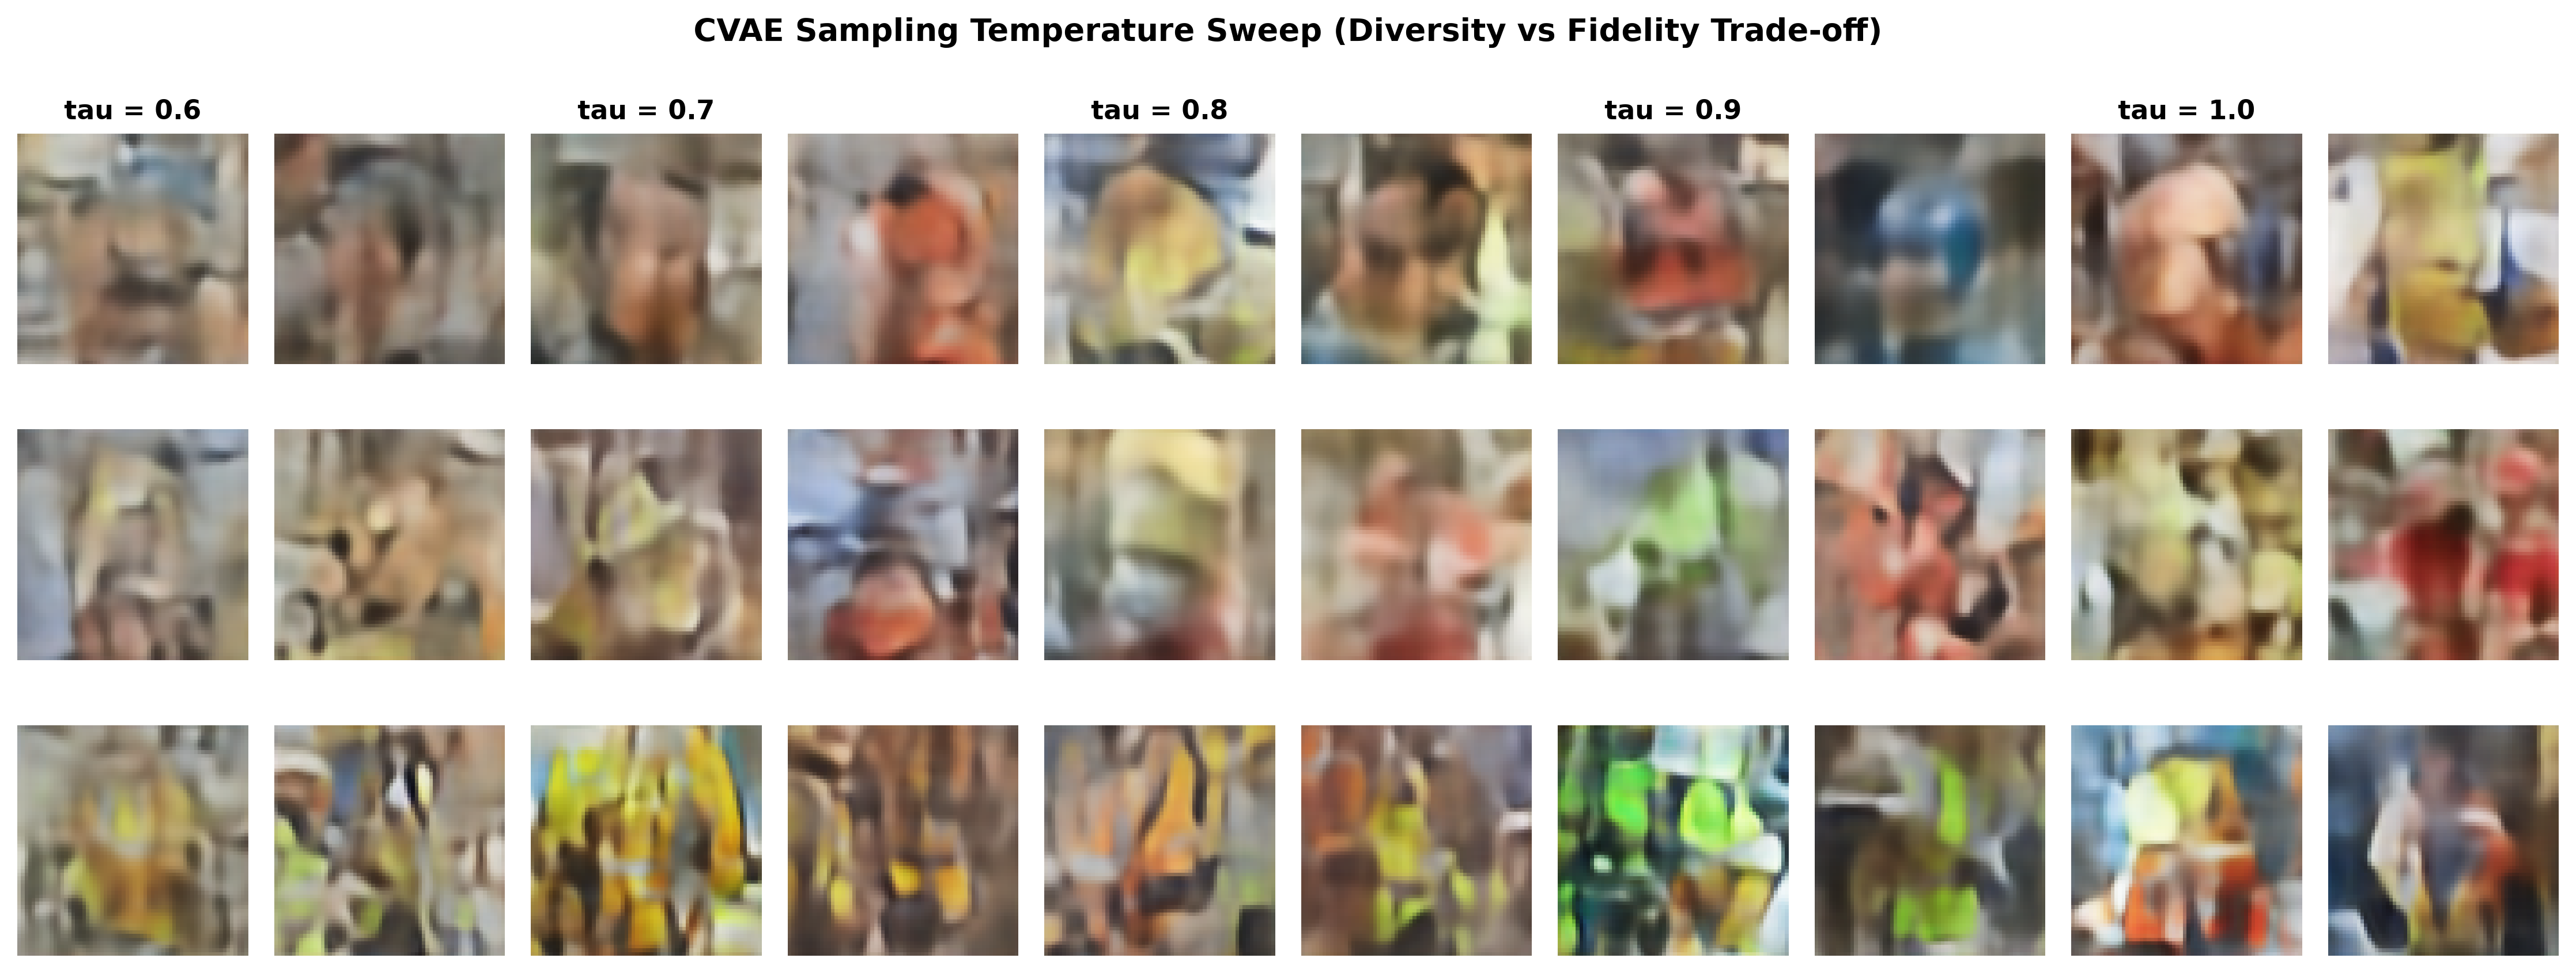 CVAE Sampling Temperature Sweep (Diversity vs Fidelity Trade-off)
tau = 0.6
tau = 0.7
tau = 0.8
tau = 0.9
tau = 1.0